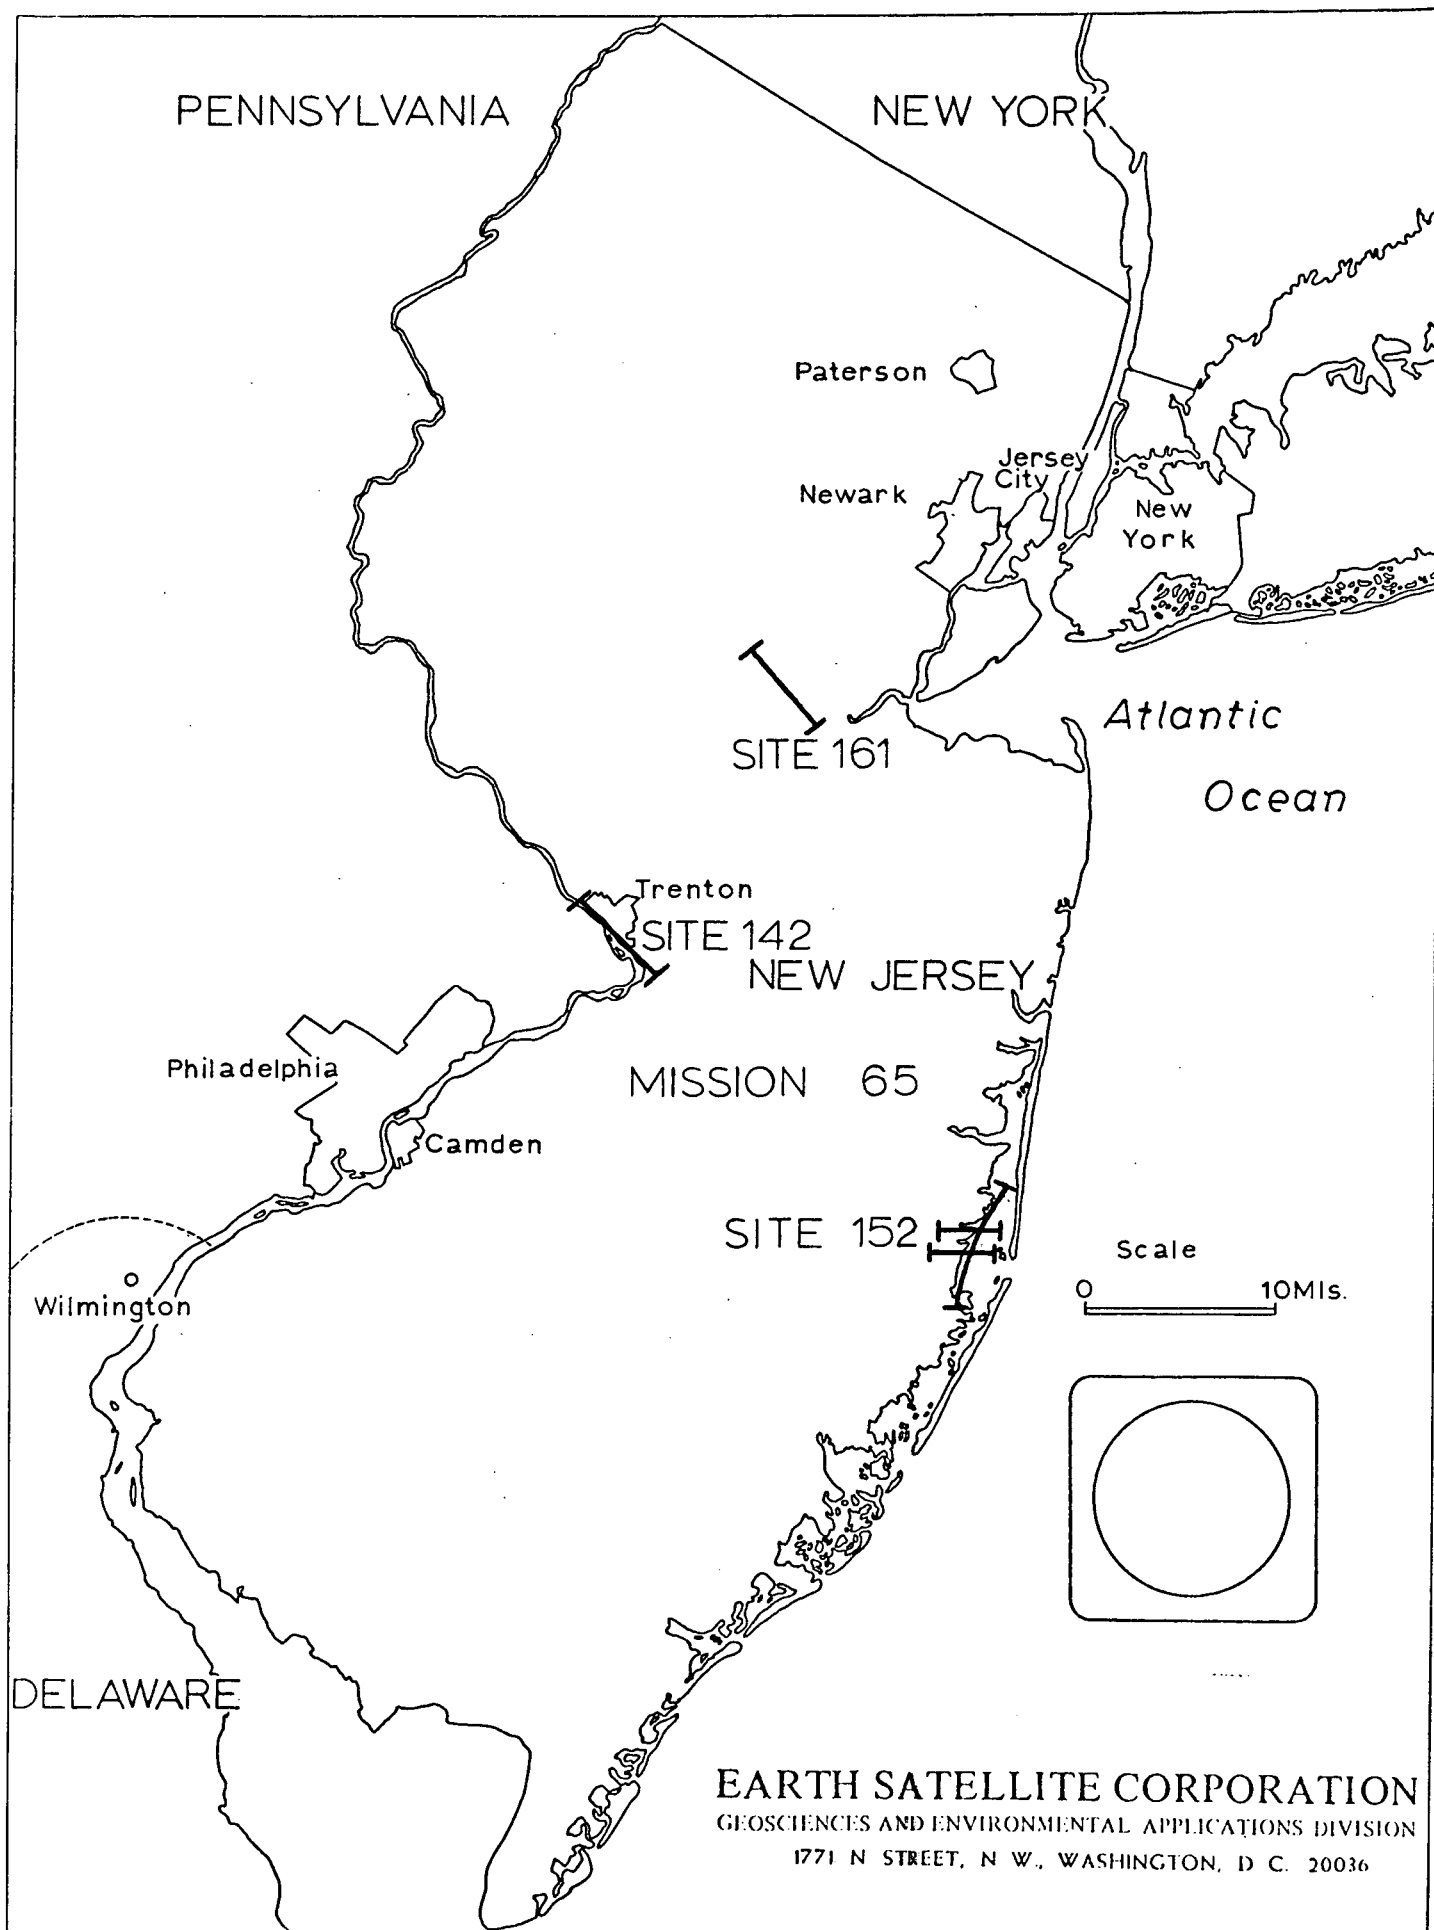 PENNSYLVANIA
NEW YORK
Paterson
Jersey
City
Newark
New
York
Atlantic
SITE 161
Ocean
Trenton
SITE 142
NEW JERSEY
Philadelphia
MISSION 65
Camden
SITE 152
Scale
0 10Mls.
Wilmington
DELAWARE
EARTH SATELLITE CORPORATION
GEOSCIENCES AND ENVIRONMENTAL APPLICATIONS DIVISION
1771 N STREET, N W., WASHINGTON, D C. 20036